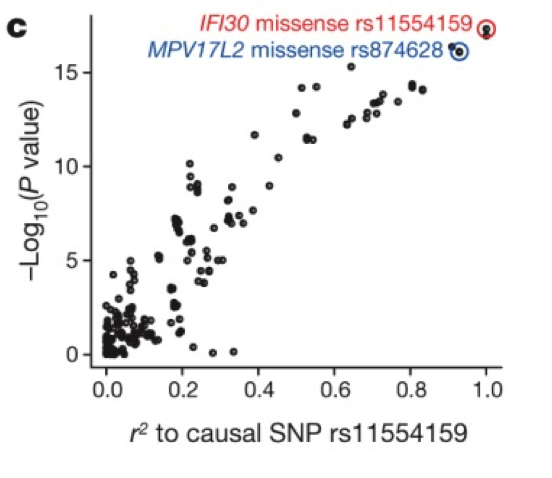 c
IFI30 missense rs11554159
MPV17L2 missense rs874628
–Log10(P value)
15
10
5
0
0.0 0.2 0.4 0.6 0.8 1.0
r² to causal SNP rs11554159